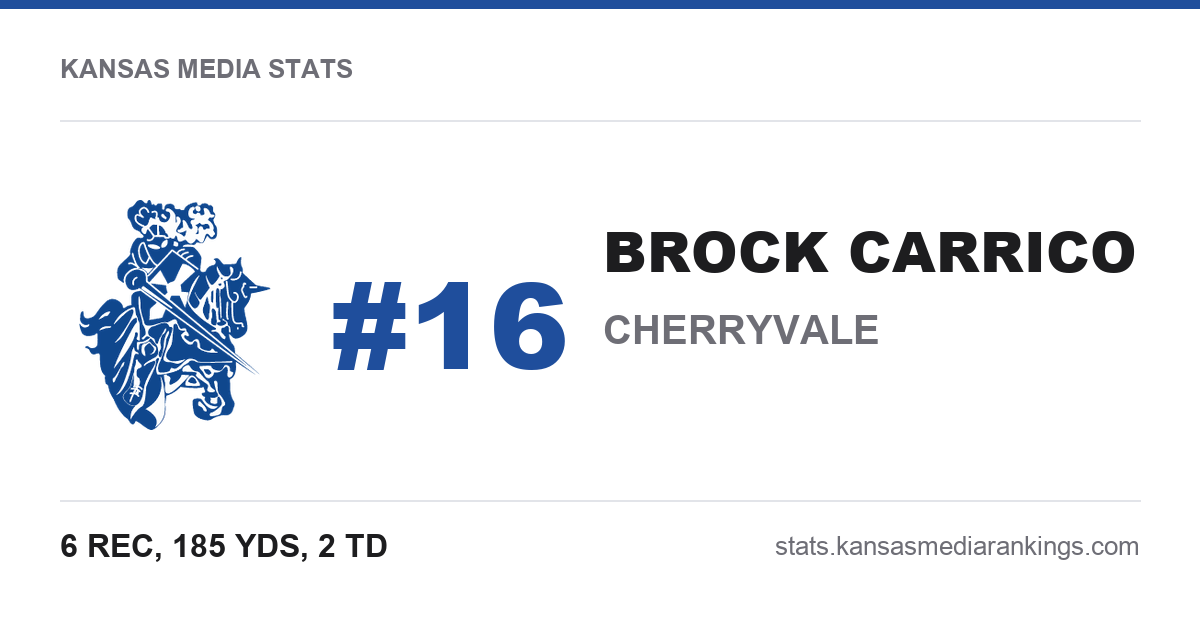 KANSAS MEDIA STATS
#16
BROCK CARRICO
CHERRYVALE
6 REC, 185 YDS, 2 TD
stats.kansasmediarankings.com